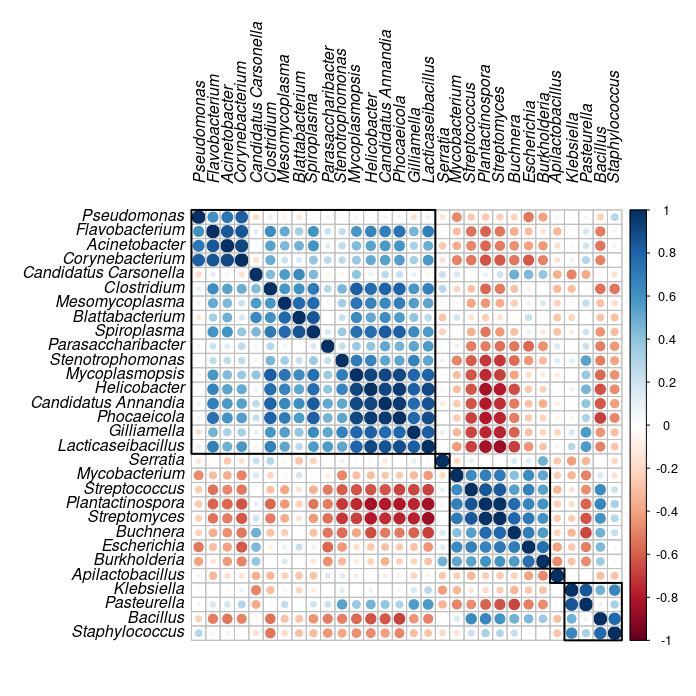 Pseudomonas
Flavobacterium
Acinetobacter
Corynebacterium
Candidatus Carsonella
Clostridium
Mesomycoplasma
Blattabacterium
Spiroplasma
Parasaccharibacter
Stenotrophomonas
Mycoplasmopsis
Helicobacter
Candidatus Annandia
Phocaeicola
Gilliamella
Lacticaseibacillus
Serratia
Mycobacterium
Streptococcus
Plantactinospora
Streptomyces
Buchnera
Escherichia
Burkholderia
Apilactobacillus
Klebsiella
Pasteurella
Bacillus
Staphylococcus
Pseudomonas
Flavobacterium
Acinetobacter
Corynebacterium
Candidatus Carsonella
Clostridium
Mesomycoplasma
Blattabacterium
Spiroplasma
Parasaccharibacter
Stenotrophomonas
Mycoplasmopsis
Helicobacter
Candidatus Annandia
Phocaeicola
Gilliamella
Lacticaseibacillus
Serratia
Mycobacterium
Streptococcus
Plantactinospora
Streptomyces
Buchnera
Escherichia
Burkholderia
Apilactobacillus
Klebsiella
Pasteurella
Bacillus
Staphylococcus
1
0.8
0.6
0.4
0.2
0
-0.2
-0.4
-0.6
-0.8
-1